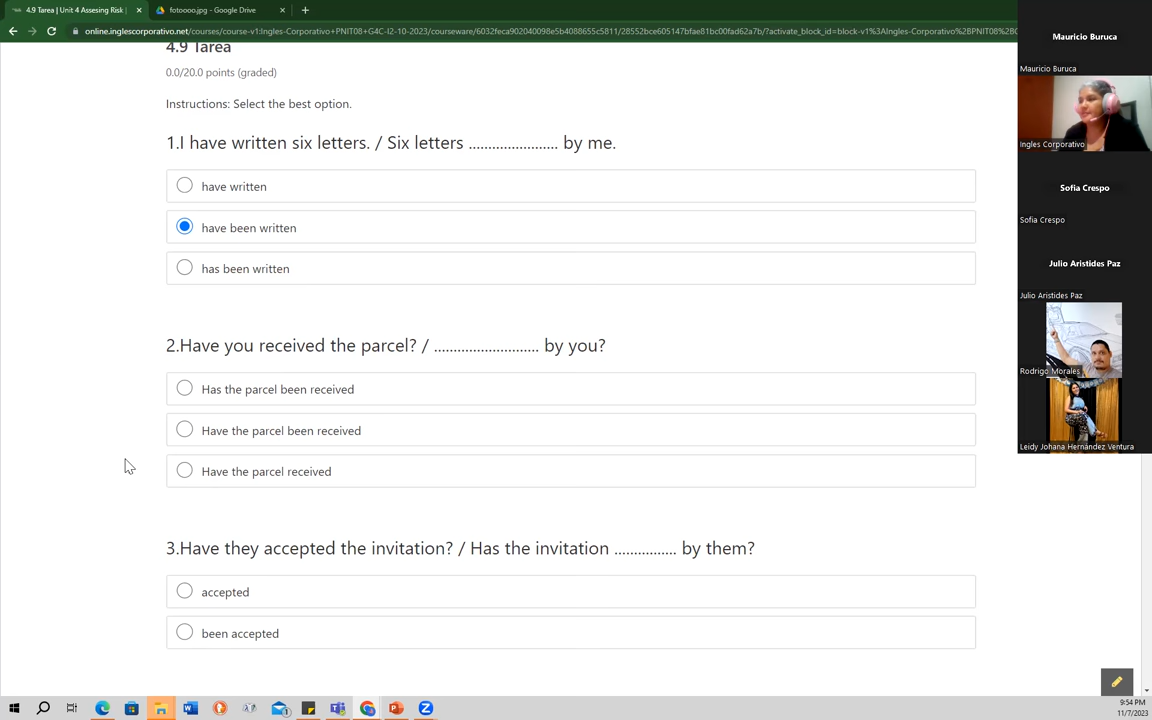 4.9 Tarea | Unit 4 Assesing Risk
fotoooo.jpg - Google Drive
Mauricio Buruca
4.9 Tarea
0.0/20.0 points (graded)
Mauricio Buruca
Instructions: Select the best option.
1.I have written six letters. / Six letters ...................... by me.
Ingles Corporativo
have written
Sofia Crespo
have been written
Sofia Crespo
has been written
Julio Aristides Paz
Julio Aristides Paz
2.Have you received the parcel? / .......................... by you?
Rodrigo Morales
Has the parcel been received
Have the parcel been received
Leidy Johana Hernández Ventura
Have the parcel received
3.Have they accepted the invitation? / Has the invitation ............... by them?
accepted
been accepted
9:54 PM
11/7/2023